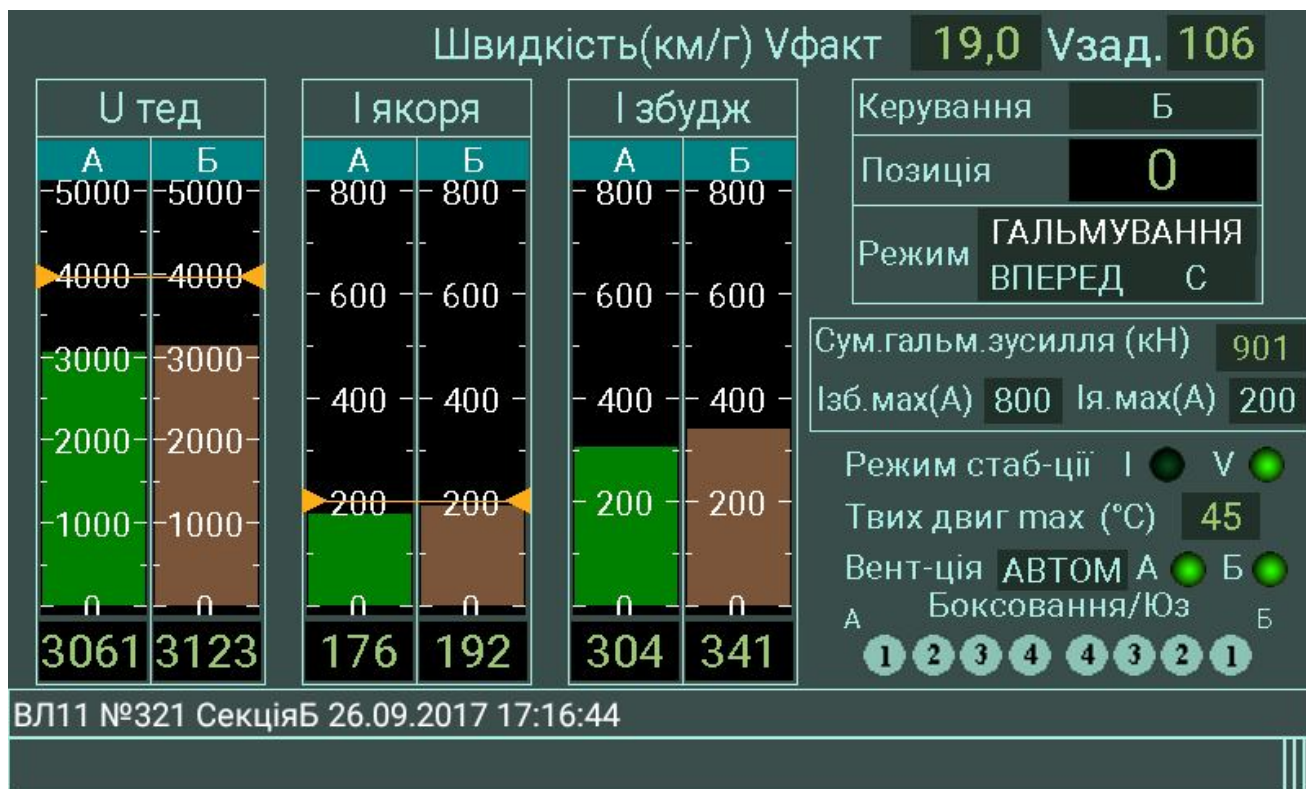 Швидкість(км/г) Vфакт 19,0 Vзад. 106
U тед I якоря I збудж
А Б А Б А Б
5000 5000 800 800 800 800
4000 4000
600 600 600 600
3000 3000
400 400 400 400
2000 2000
200 200 200 200
1000 1000
0 0 0 0 0 0
3061 3123 176 192 304 341
Керування Б
Позиція 0
Режим ГАЛЬМУВАННЯ
ВПЕРЕД С
Сум.гальм.зусилля (кН) 901
Ізб.мах(А) 800 Ія.мах(А) 200
Режим стаб-ції I V
Твих двиг max (°C) 45
Вент-ція АВТОМ А Б
Боксовання/Юз
А Б
1 2 3 4 4 3 2 1
ВЛ11 №321 СекціяБ 26.09.2017 17:16:44